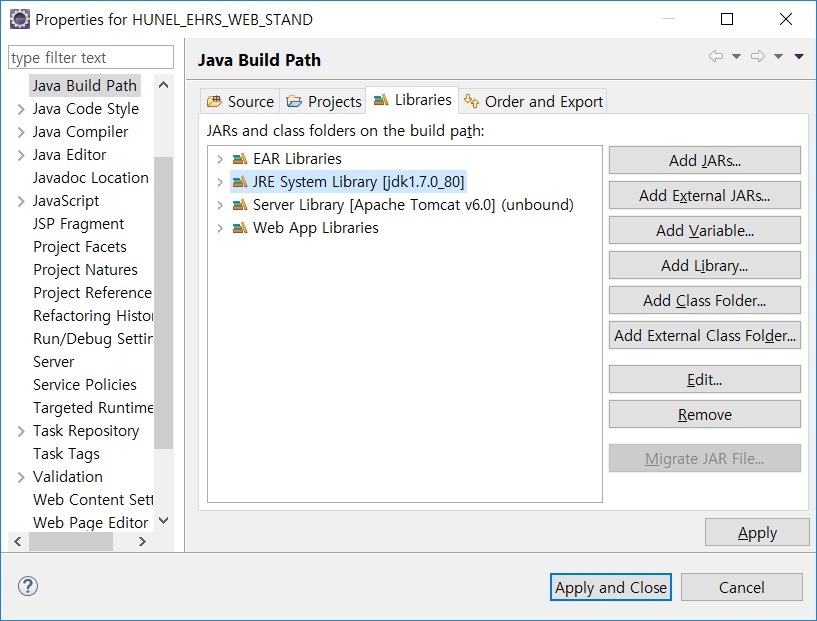 Properties for HUNEL_EHRS_WEB_STAND
type filter text
Java Build Path
Java Code Style
Java Compiler
Java Editor
Javadoc Location
JavaScript
JSP Fragment
Project Facets
Project Natures
Project Reference
Refactoring Histor
Run/Debug Settin
Server
Service Policies
Targeted Runtime
Task Repository
Task Tags
Validation
Web Content Sett
Web Page Editor
Java Build Path
Source
Projects
Libraries
Order and Export
JARs and class folders on the build path:
EAR Libraries
JRE System Library [jdk1.7.0_80]
Server Library [Apache Tomcat v6.0] (unbound)
Web App Libraries
Add JARs...
Add External JARs...
Add Variable...
Add Library...
Add Class Folder...
Add External Class Folder...
Edit...
Remove
Migrate JAR File...
Apply
?
Apply and Close
Cancel